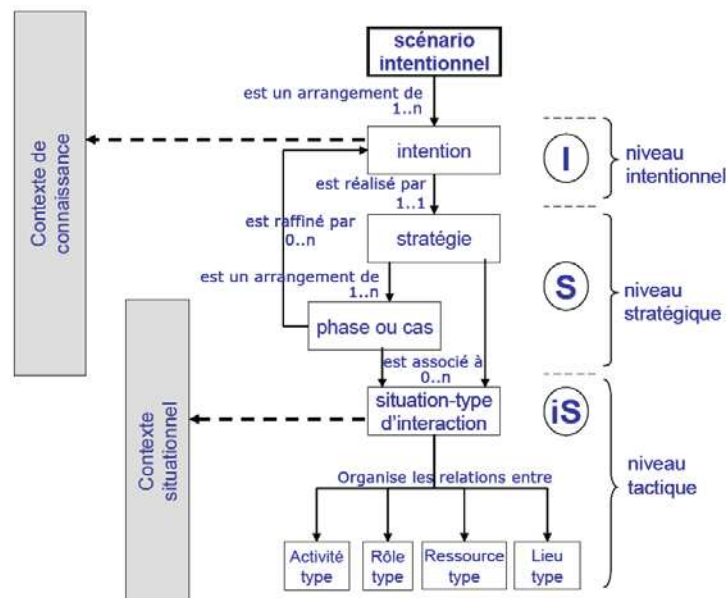 scénario
intentionnel
est un arrangement de
1..n
intention
I
niveau
intentionnel
est réalisé par
1..1
est raffiné par
0..n
stratégie
S
niveau
stratégique
est un arrangement de
1..n
phase ou cas
est associé à
0..n
situation-type
d'interaction
iS
niveau
tactique
Organise les relations entre
Activité
type
Rôle
type
Ressource
type
Lieu
type
Contexte de
connaissance
Contexte
situationnel